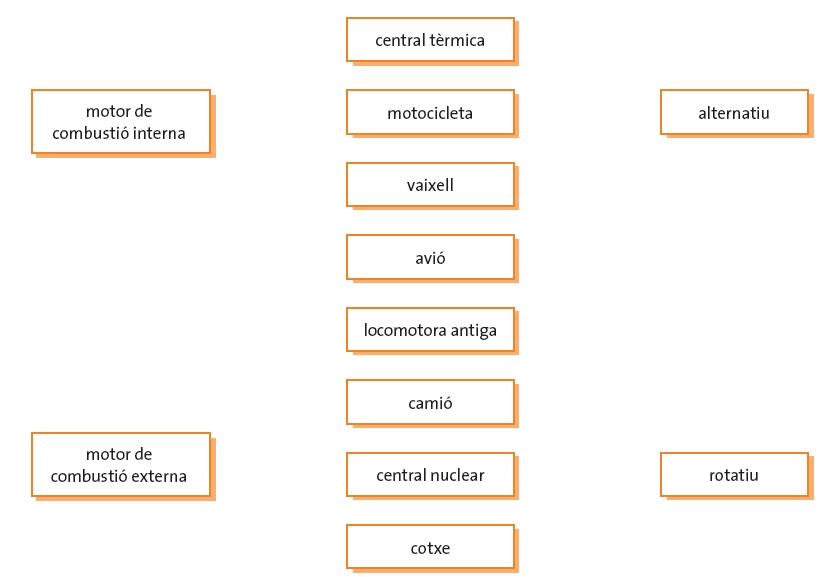 central tèrmica
motor de
combustió interna
motocicleta
alternatiu
vaixell
avió
locomotora antiga
camió
motor de
combustió externa
central nuclear
rotatiu
cotxe